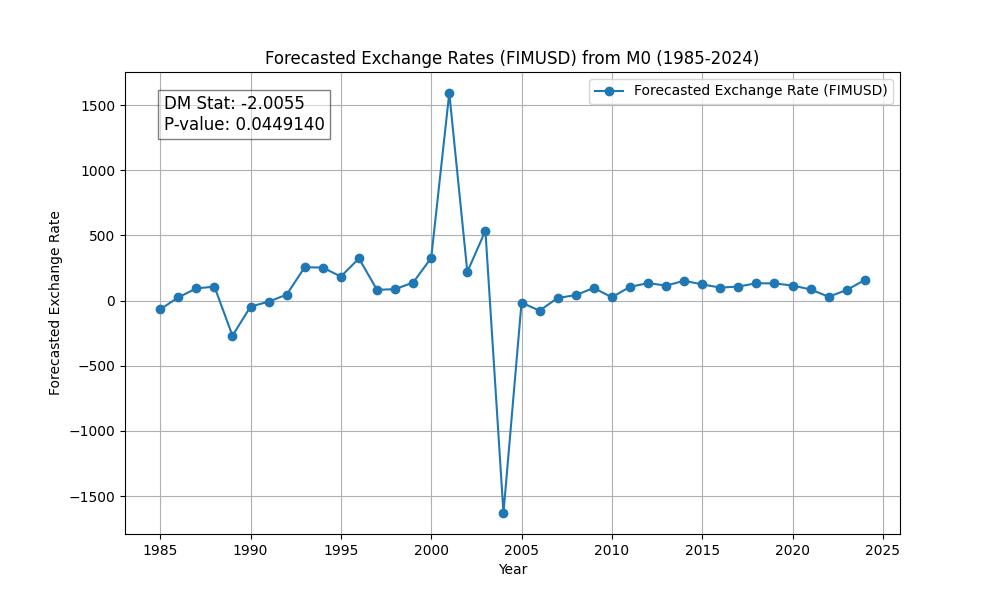 Forecasted Exchange Rates (FIMUSD) from M0 (1985-2024)
DM Stat: -2.0055
P-value: 0.0449140
Forecasted Exchange Rate (FIMUSD)
Forecasted Exchange Rate
1500
1000
500
0
−500
−1000
−1500
1985 1990 1995 2000 2005 2010 2015 2020 2025
Year